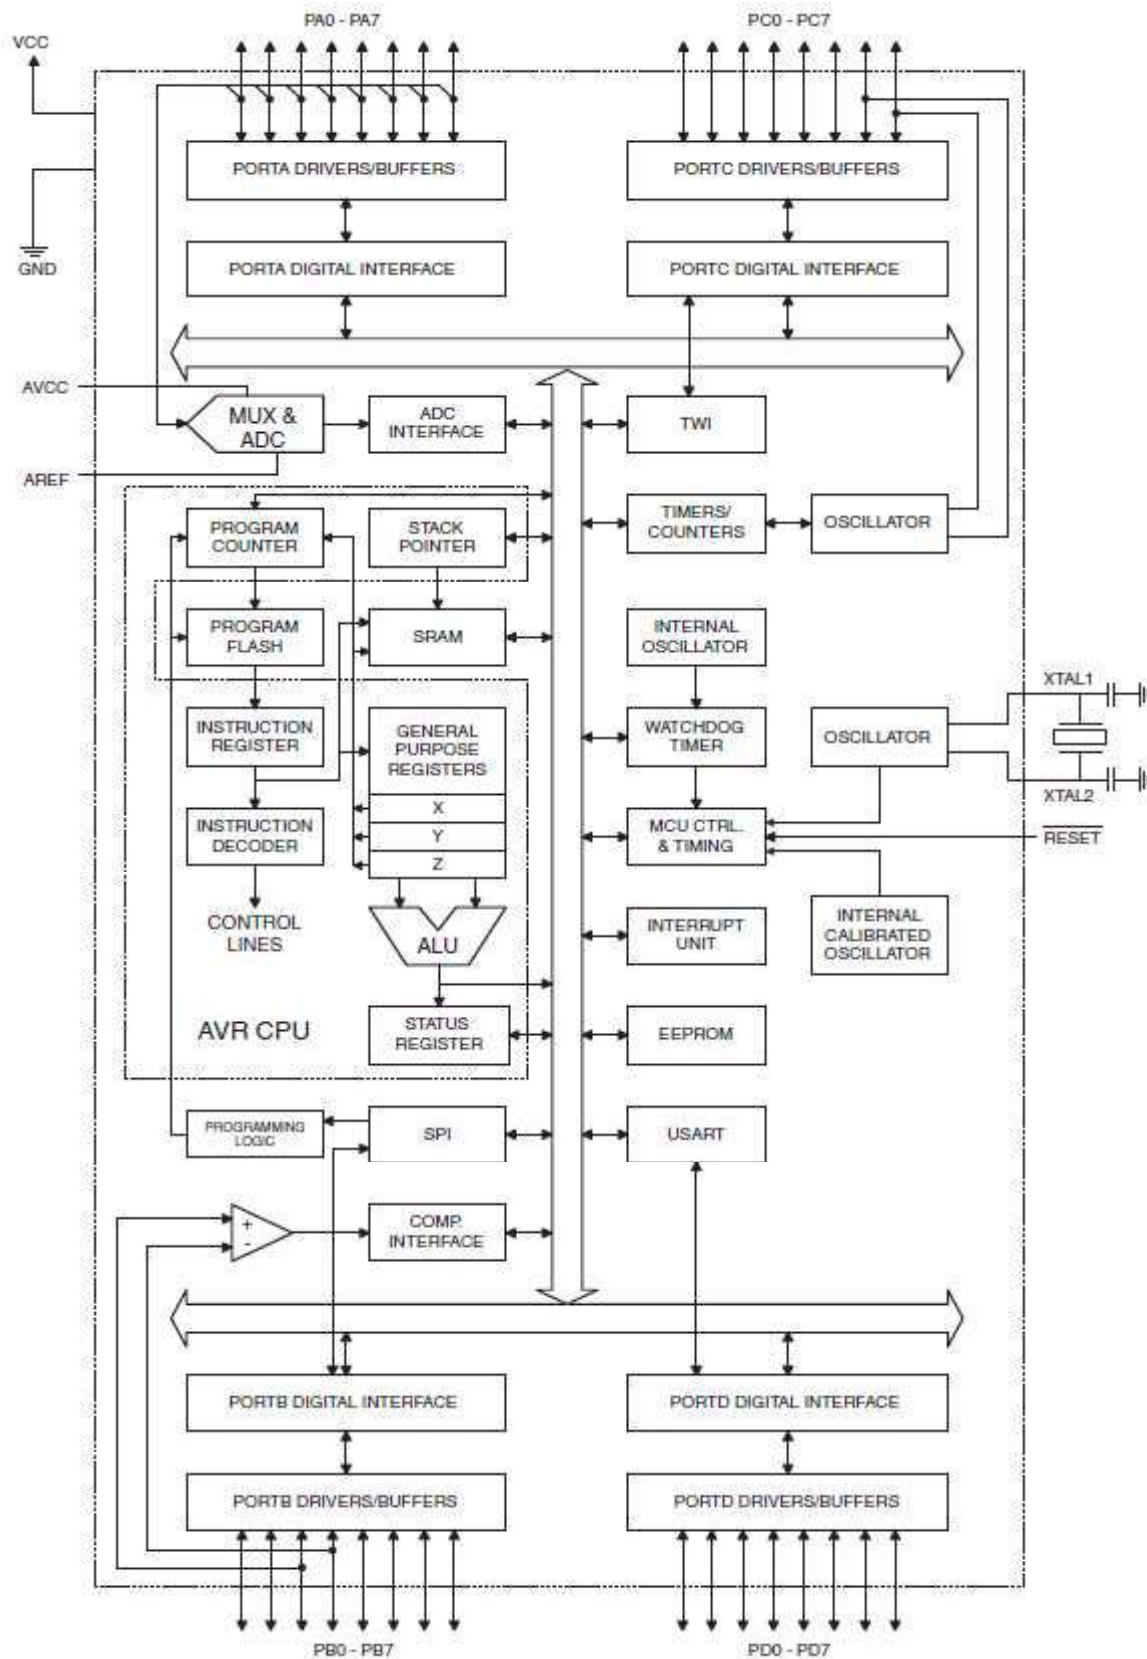 PA0 - PA7
PC0 - PC7
VCC
PORTA DRIVERS/BUFFERS
PORTC DRIVERS/BUFFERS
GND
PORTA DIGITAL INTERFACE
PORTC DIGITAL INTERFACE
AVCC
MUX &
ADC
ADC
INTERFACE
TWI
AREF
PROGRAM
COUNTER
STACK
POINTER
TIMERS/
COUNTERS
OSCILLATOR
PROGRAM
FLASH
SRAM
INTERNAL
OSCILLATOR
XTAL1
INSTRUCTION
REGISTER
GENERAL
PURPOSE
REGISTERS
WATCHDOG
TIMER
OSCILLATOR
XTAL2
X
INSTRUCTION
DECODER
Y
MCU CTRL.
& TIMING
RESET
Z
CONTROL
LINES
ALU
INTERRUPT
UNIT
INTERNAL
CALIBRATED
OSCILLATOR
AVR CPU
STATUS
REGISTER
EEPROM
PROGRAMMING
LOGIC
SPI
USART
+
-
COMP.
INTERFACE
PORTB DIGITAL INTERFACE
PORTD DIGITAL INTERFACE
PORTB DRIVERS/BUFFERS
PORTD DRIVERS/BUFFERS
PB0 - PB7
PD0 - PD7